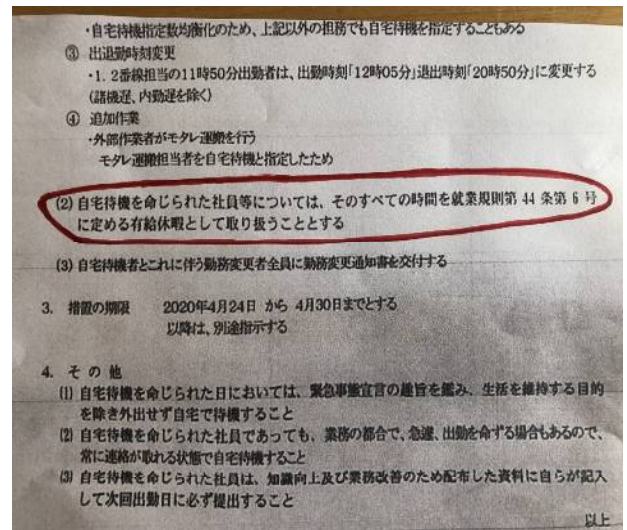 ・自宅待機指定数均衡化のため、上記以外の担務でも自宅待機を指定することもある
③ 出退勤時刻変更
・1. 2番線担当の11時50分出勤者は、出勤時刻「12時05分」退出時刻「20時50分」に変更する
(諸機遅、内勤遅を除く)
④ 追加作業
・外部作業者がモタレ運搬を行う
モタレ運搬担当者を自宅待機と指定したため
(2) 自宅待機を命じられた社員等については、そのすべての時間を就業規則第 44 条第 6 号
に定める有給休暇として取り扱うこととする
(3) 自宅待機者とこれに伴う勤務変更者全員に勤務変更通知書を交付する
3. 措置の期限 2020年4月24日 から 4月30日までとする
以降は、別途指示する
4. その他
(1) 自宅待機を命じられた日においては、緊急事態宣言の趣旨を鑑み、生活を維持する目的
を除き外出せず自宅で待機すること
(2) 自宅待機を命じられた社員であっても、業務の都合で、急遽、出勤を命ずる場合もあるので、
常に連絡が取れる状態で自宅待機すること
(3) 自宅待機を命じられた社員は、知識向上及び業務改善のため配布した資料に自らが記入
して次回出勤日に必ず提出すること
以上